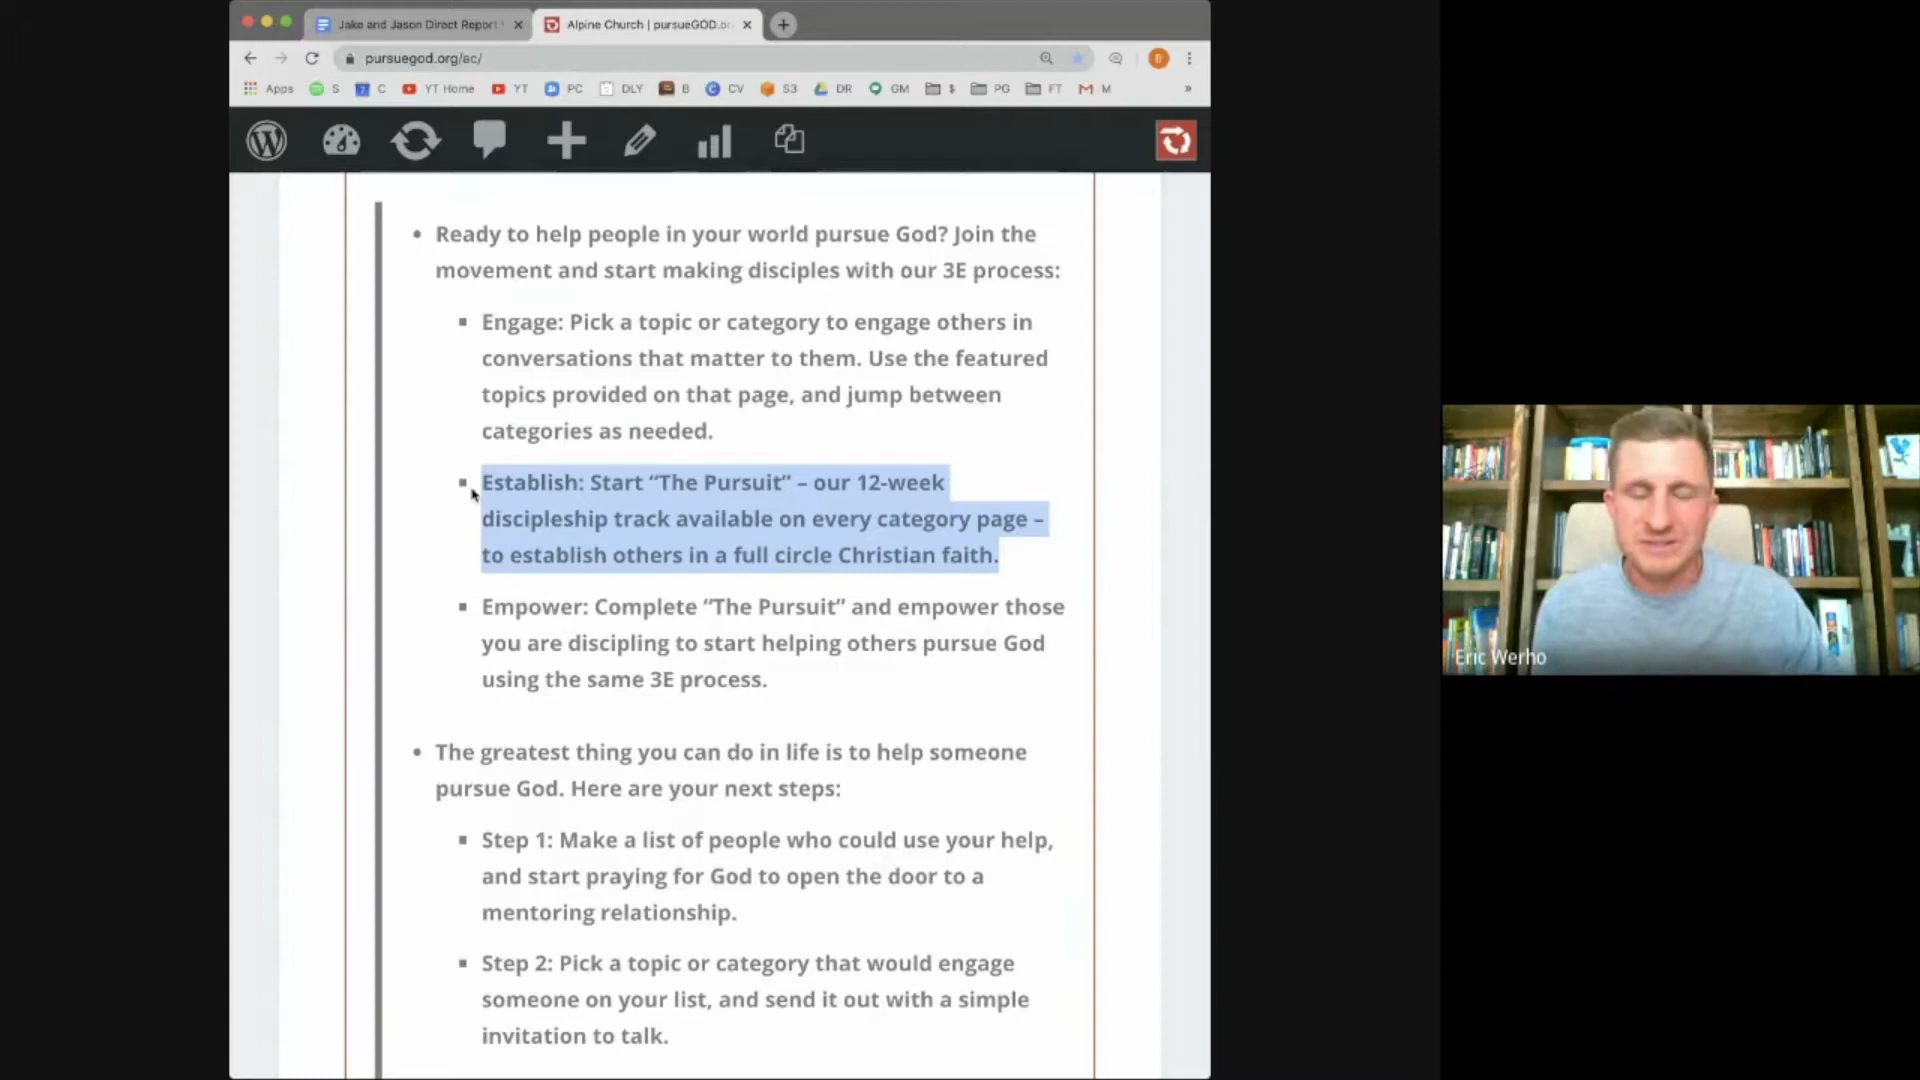 Jake and Jason Direct Report
Alpine Church | pursueGOD.or
pursuegod.org/ac/
Apps S C YT Home YT PC DLY B CV S3 DR GM $ PG FT M »
Ready to help people in your world pursue God? Join the
movement and start making disciples with our 3E process:
Engage: Pick a topic or category to engage others in
conversations that matter to them. Use the featured
topics provided on that page, and jump between
categories as needed.
Establish: Start “The Pursuit” – our 12-week
discipleship track available on every category page –
to establish others in a full circle Christian faith.
Empower: Complete “The Pursuit” and empower those
you are discipling to start helping others pursue God
using the same 3E process.
The greatest thing you can do in life is to help someone
pursue God. Here are your next steps:
Step 1: Make a list of people who could use your help,
and start praying for God to open the door to a
mentoring relationship.
Step 2: Pick a topic or category that would engage
someone on your list, and send it out with a simple
invitation to talk.
Eric Werho